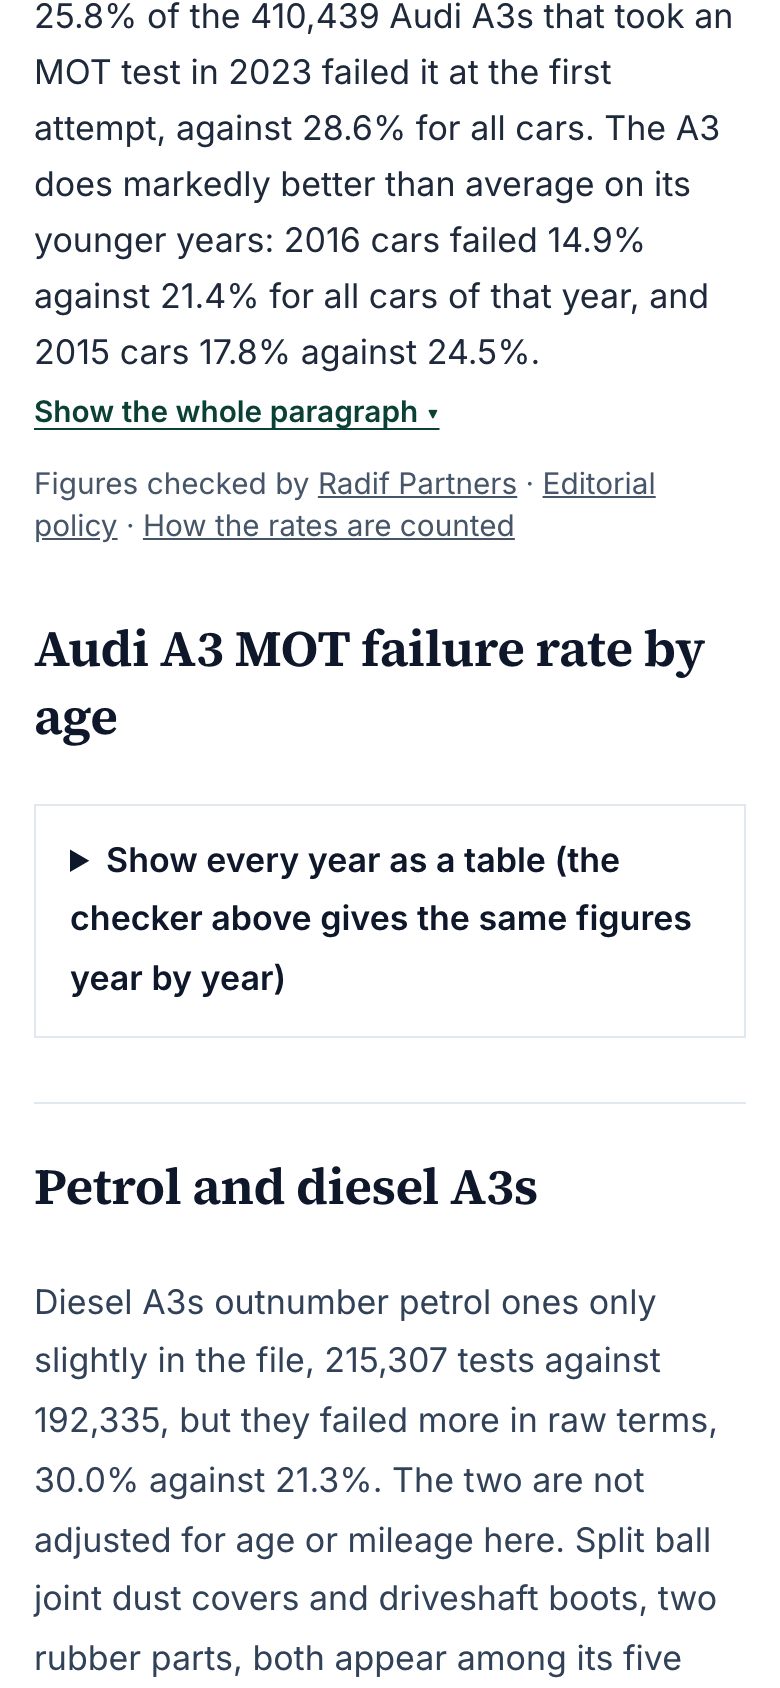 25.8% of the 410,439 Audi A3s that took an
MOT test in 2023 failed it at the first
attempt, against 28.6% for all cars. The A3
does markedly better than average on its
younger years: 2016 cars failed 14.9%
against 21.4% for all cars of that year, and
2015 cars 17.8% against 24.5%.
Show the whole paragraph ▾
Figures checked by Radif Partners · Editorial
policy · How the rates are counted
Audi A3 MOT failure rate by
age
▶ Show every year as a table (the
checker above gives the same figures
year by year)
Petrol and diesel A3s
Diesel A3s outnumber petrol ones only
slightly in the file, 215,307 tests against
192,335, but they failed more in raw terms,
30.0% against 21.3%. The two are not
adjusted for age or mileage here. Split ball
joint dust covers and driveshaft boots, two
rubber parts, both appear among its five